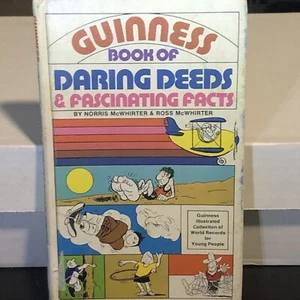 GUINNESS
BOOK OF
DARING DEEDS
& FASCINATING FACTS
BY NORRIS McWHIRTER & ROSS McWHIRTER
Guinness
Illustrated
Collection of
World Records
for
Young People